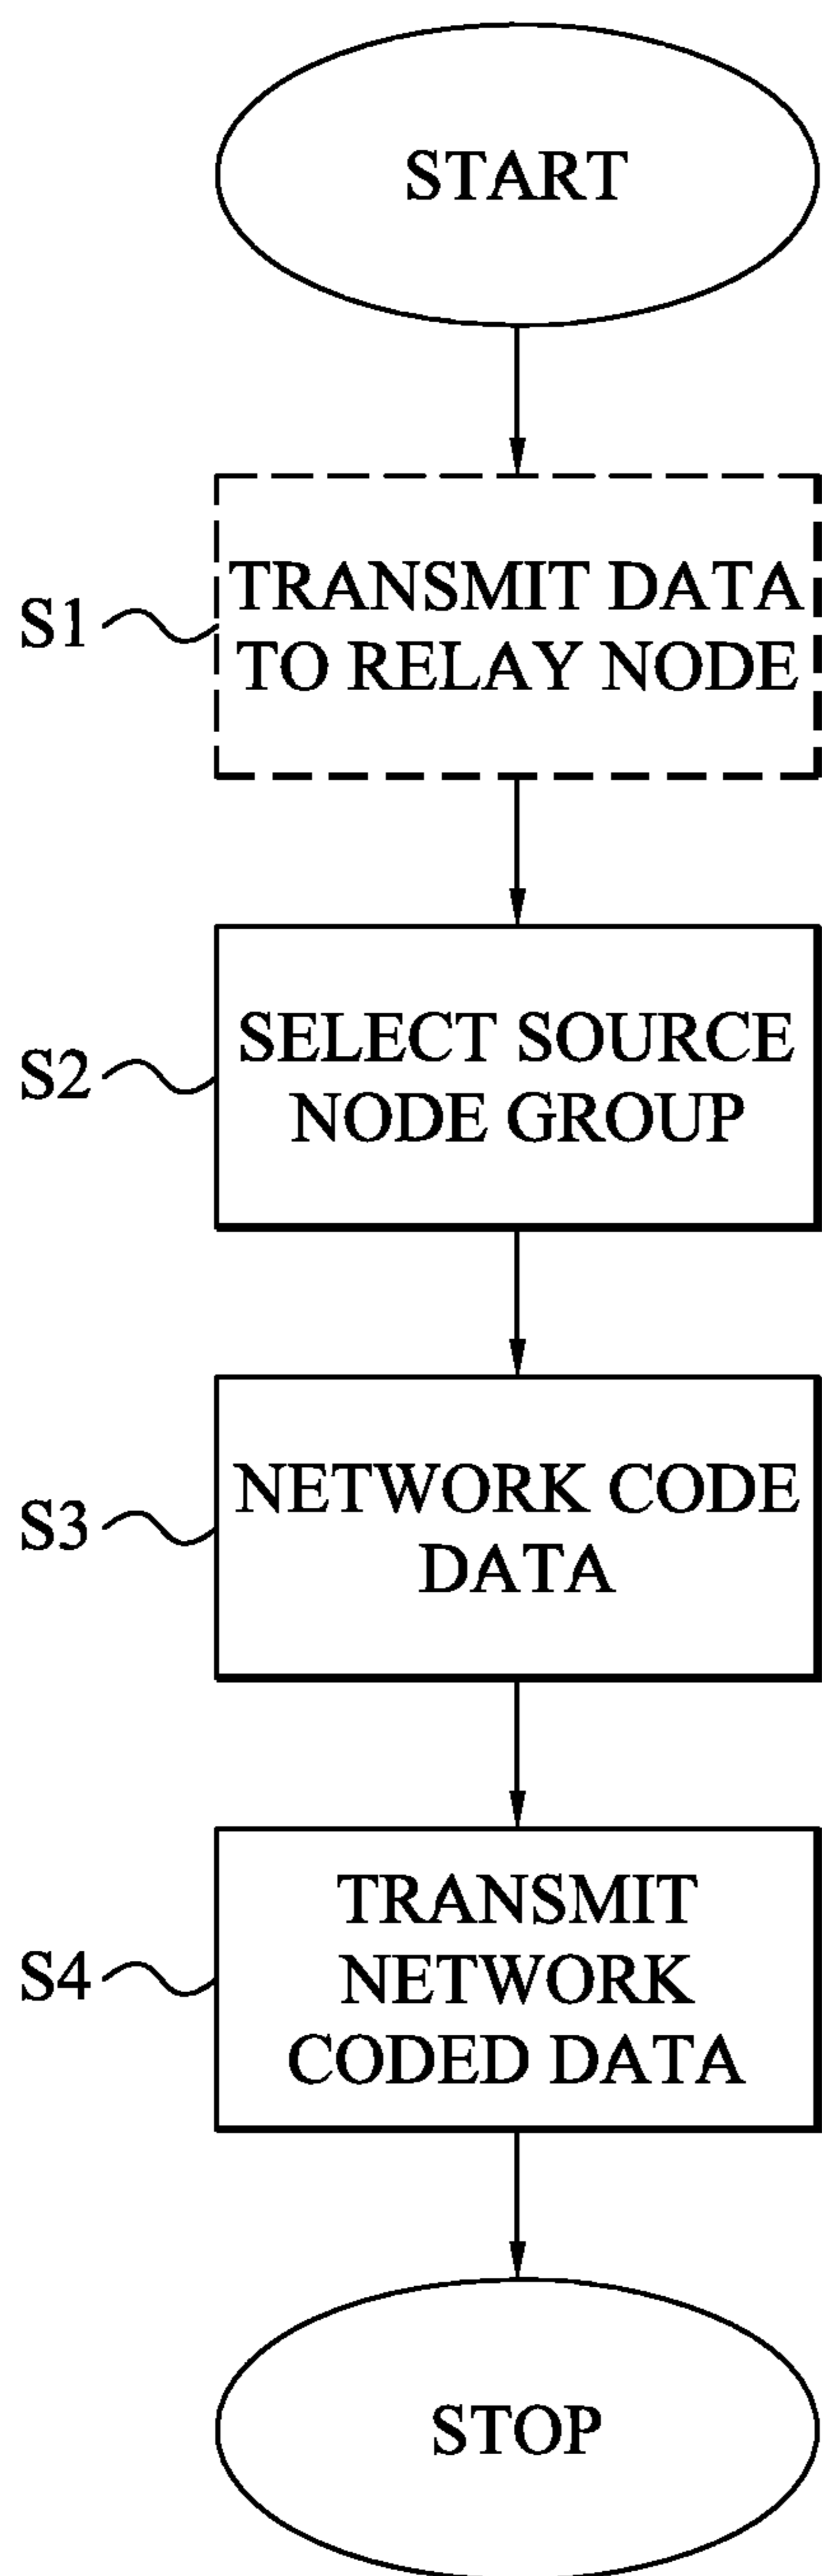 START
S1
TRANSMIT DATA
TO RELAY NODE
S2
SELECT SOURCE
NODE GROUP
S3
NETWORK CODE
DATA
S4
TRANSMIT
NETWORK
CODED DATA
STOP